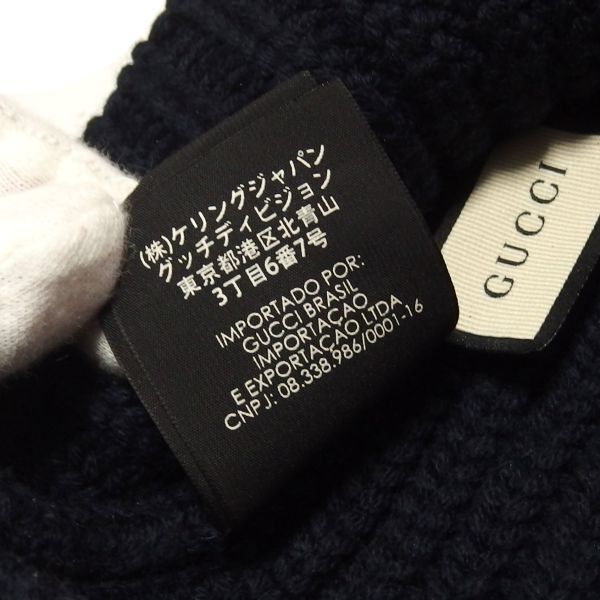 (株)ケリングジャパン
グッチディビジョン
東京都港区北青山
3丁目6番7号
IMPORTADO POR:
GUCCI BRASIL
IMPORTAÇAO
E EXPORTAÇAO LTDA
CNPJ: 08.338.986/0001-16
GUCCI